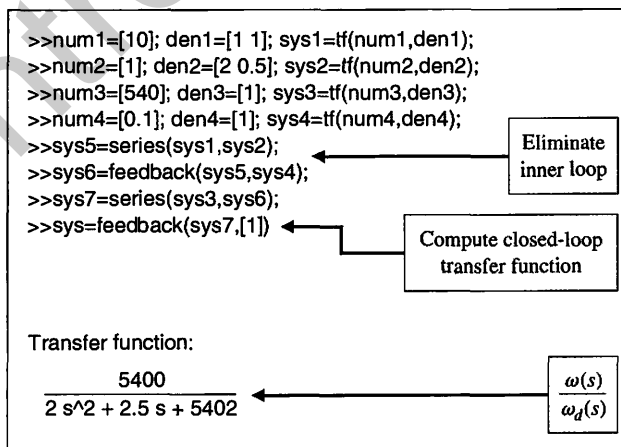 >>num1=[10]; den1=[1 1]; sys1=tf(num1,den1);
>>num2=[1]; den2=[2 0.5]; sys2=tf(num2,den2);
>>num3=[540]; den3=[1]; sys3=tf(num3,den3);
>>num4=[0.1]; den4=[1]; sys4=tf(num4,den4);
>>sys5=series(sys1,sys2);
>>sys6=feedback(sys5,sys4);
>>sys7=series(sys3,sys6);
>>sys=feedback(sys7,[1])
Eliminate
inner loop
Compute closed-loop
transfer function
Transfer function:
5400
2 s^2 + 2.5 s + 5402
ω(s)
ω_d(s)